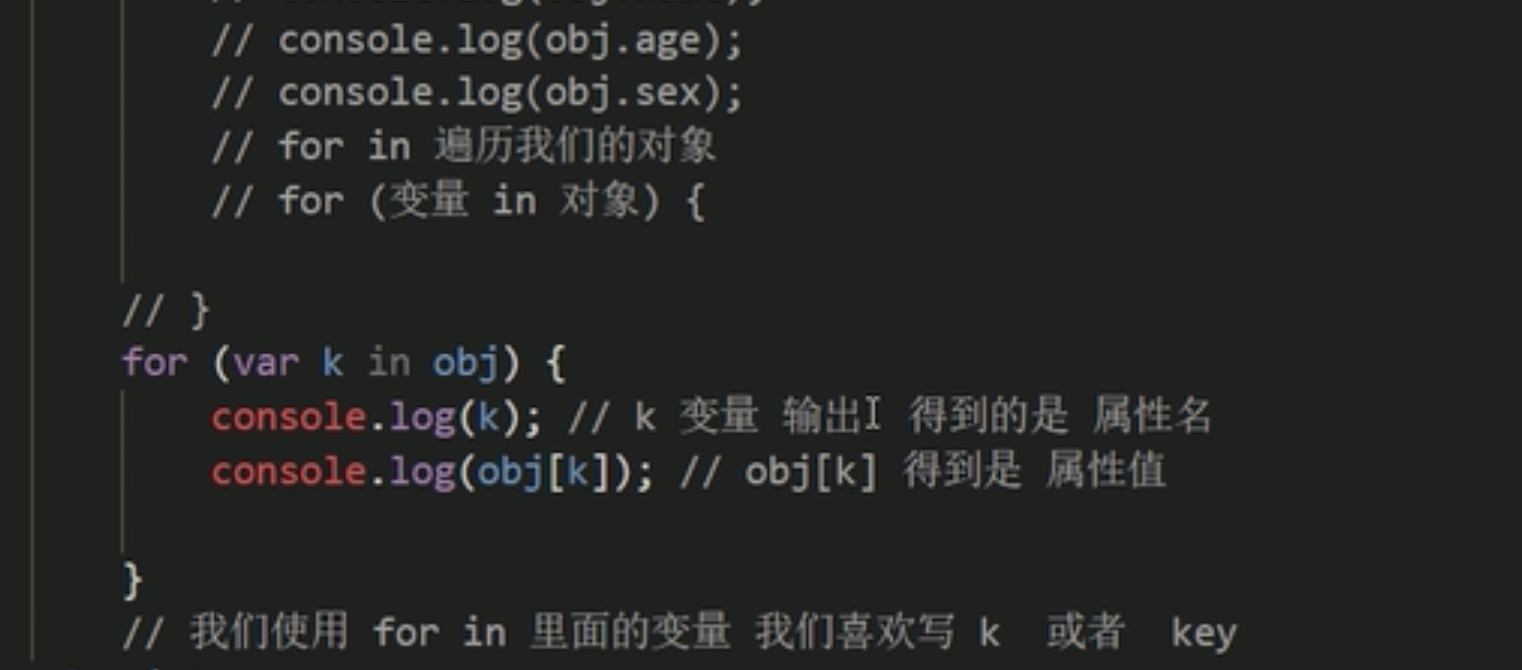 // console.log(obj.age);
// console.log(obj.sex);
// for in 遍历我们的对象
// for (变量 in 对象) {
// }
for (var k in obj) {
console.log(k); // k 变量 输出 得到的是 属性名
console.log(obj[k]); // obj[k] 得到是 属性值
}
// 我们使用 for in 里面的变量 我们喜欢写 k 或者 key